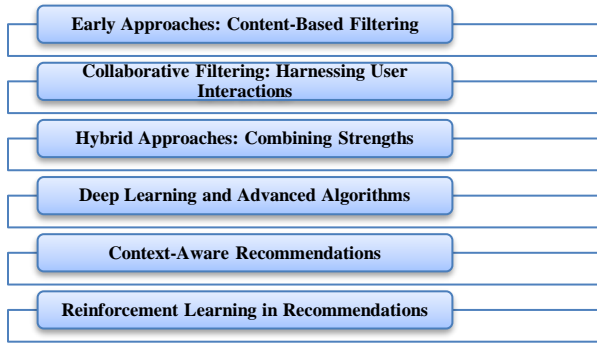 Early Approaches: Content-Based Filtering
Collaborative Filtering: Harnessing User
Interactions
Hybrid Approaches: Combining Strengths
Deep Learning and Advanced Algorithms
Context-Aware Recommendations
Reinforcement Learning in Recommendations